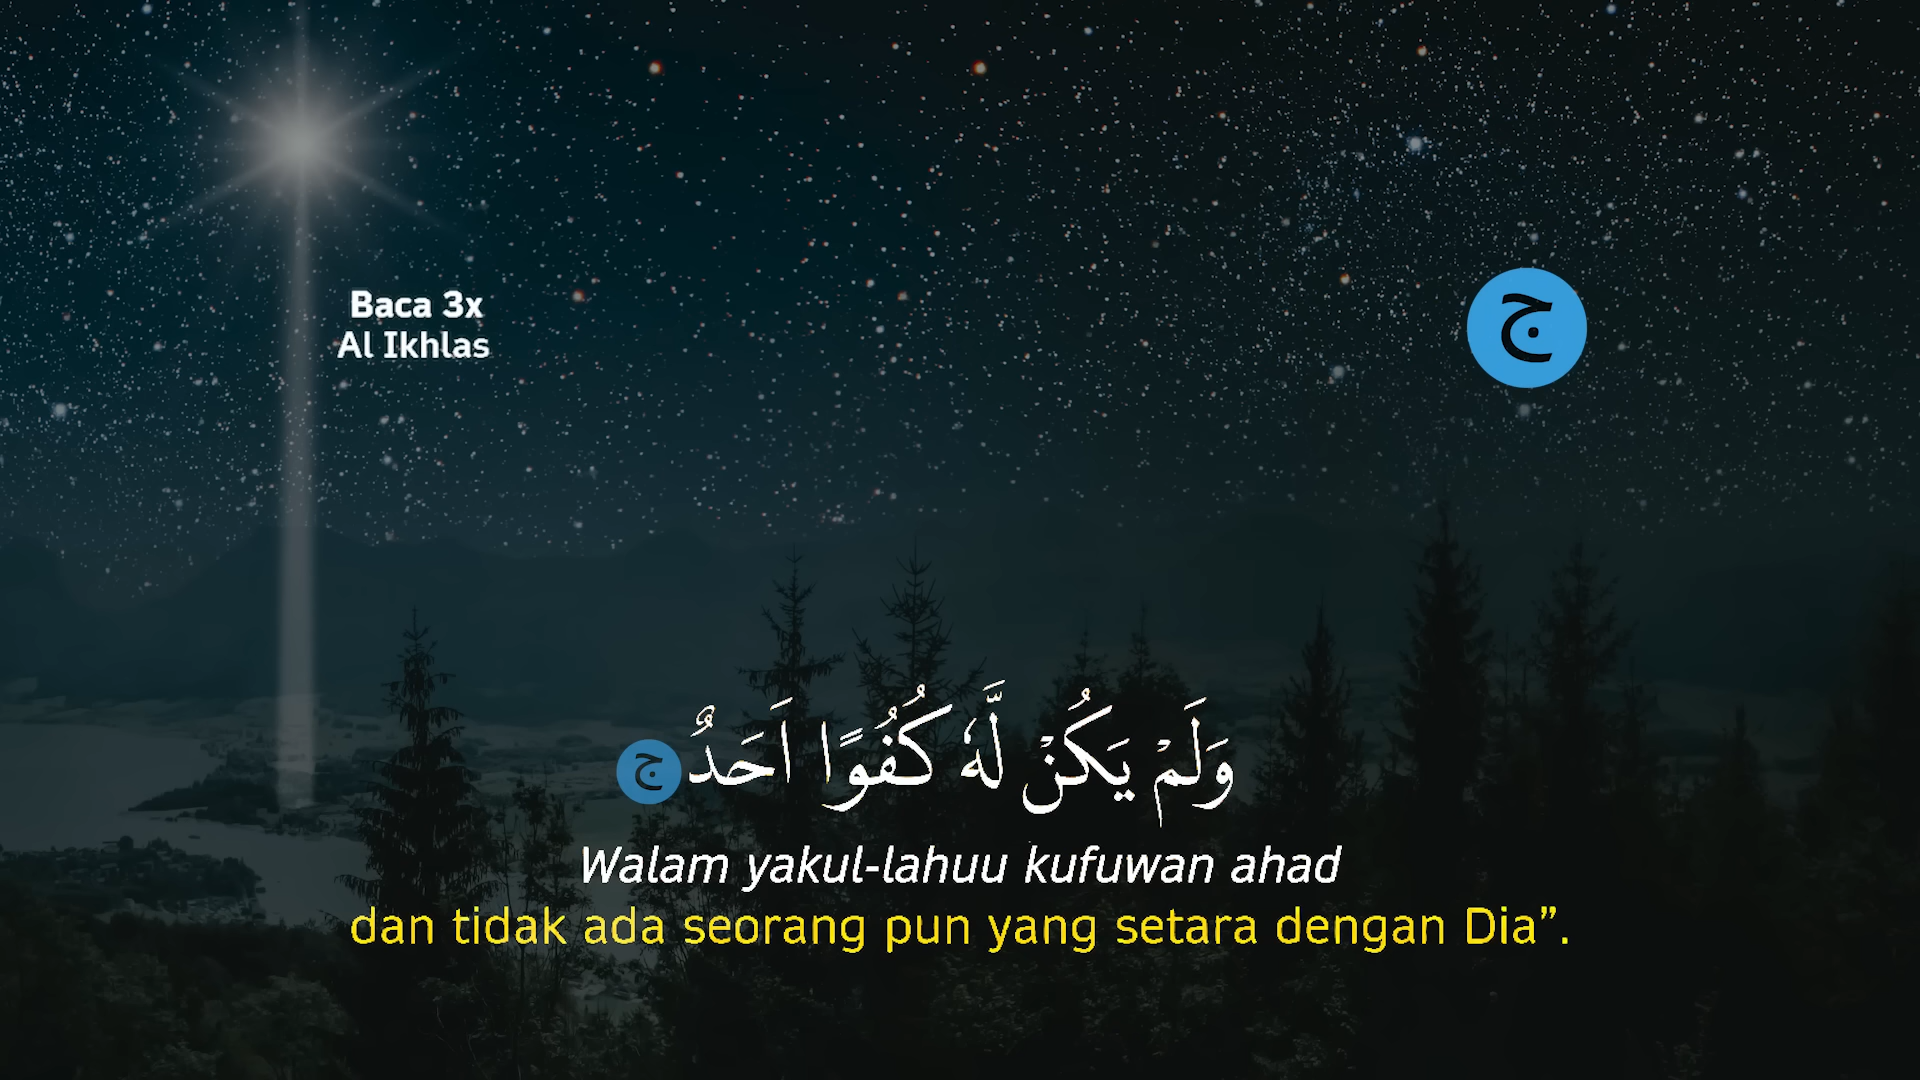 Baca 3x
Al Ikhlas
ج
وَلَمْ يَكُنْ لَّهٗ كُفُوًا اَحَدٌ ج
Walam yakul-lahuu kufuwan ahad
dan tidak ada seorang pun yang setara dengan Dia”.